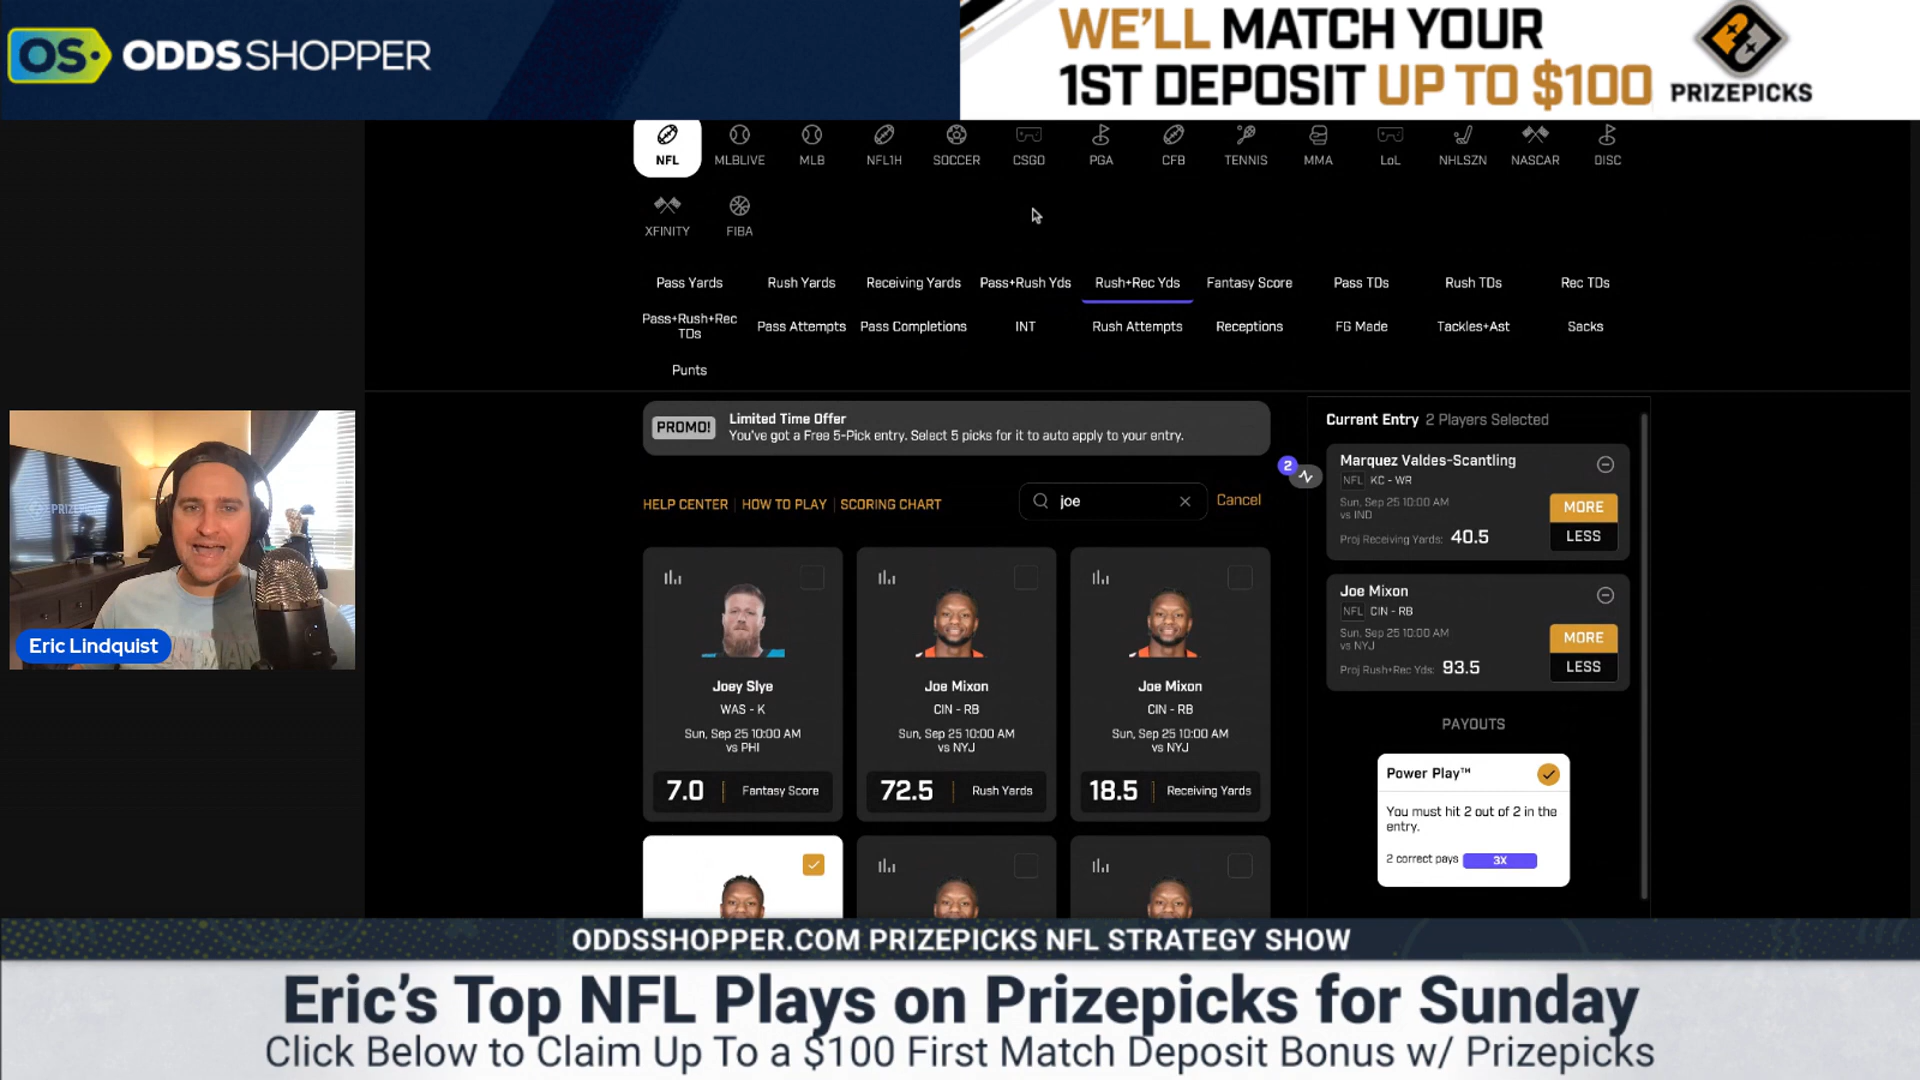 OS. ODDSSHOPPER
WE'LL MATCH YOUR
1ST DEPOSIT UP TO $100
PRIZEPICKS
NFL
MLBLIVE
MLB
NFL1H
SOCCER
CSGO
PGA
CFB
TENNIS
MMA
LoL
NHLSZN
NASCAR
DISC
XFINITY
FIBA
Pass Yards
Rush Yards
Receiving Yards
Pass+Rush Yds
Rush+Rec Yds
Fantasy Score
Pass TDs
Rush TDs
Rec TDs
Pass+Rush+Rec
TDs
Pass Attempts
Pass Completions
INT
Rush Attempts
Receptions
FG Made
Tackles+Ast
Sacks
Punts
PROMO!
Limited Time Offer
You've got a Free 5-Pick entry. Select 5 picks for it to auto apply to your entry.
HELP CENTER
HOW TO PLAY
SCORING CHART
joe
Cancel
2
Joey Slye
WAS - K
Sun, Sep 25 10:00 AM
vs PHI
7.0
Fantasy Score
Joe Mixon
CIN - RB
Sun, Sep 25 10:00 AM
vs NYJ
72.5
Rush Yards
Joe Mixon
CIN - RB
Sun, Sep 25 10:00 AM
vs NYJ
18.5
Receiving Yards
Current Entry 2 Players Selected
Marquez Valdes-Scantling
NFL KC - WR
Sun, Sep 25 10:00 AM
vs IND
Proj Receiving Yards: 40.5
MORE
LESS
Joe Mixon
NFL CIN - RB
Sun, Sep 25 10:00 AM
vs NYJ
Proj Rush+Rec Yds: 93.5
MORE
LESS
PAYOUTS
Power Play™
You must hit 2 out of 2 in the
entry.
2 correct pays 3X
Eric Lindquist
ODDSSHOPPER.COM PRIZEPICKS NFL STRATEGY SHOW
Eric's Top NFL Plays on Prizepicks for Sunday
Click Below to Claim Up To a $100 First Match Deposit Bonus w/ Prizepicks